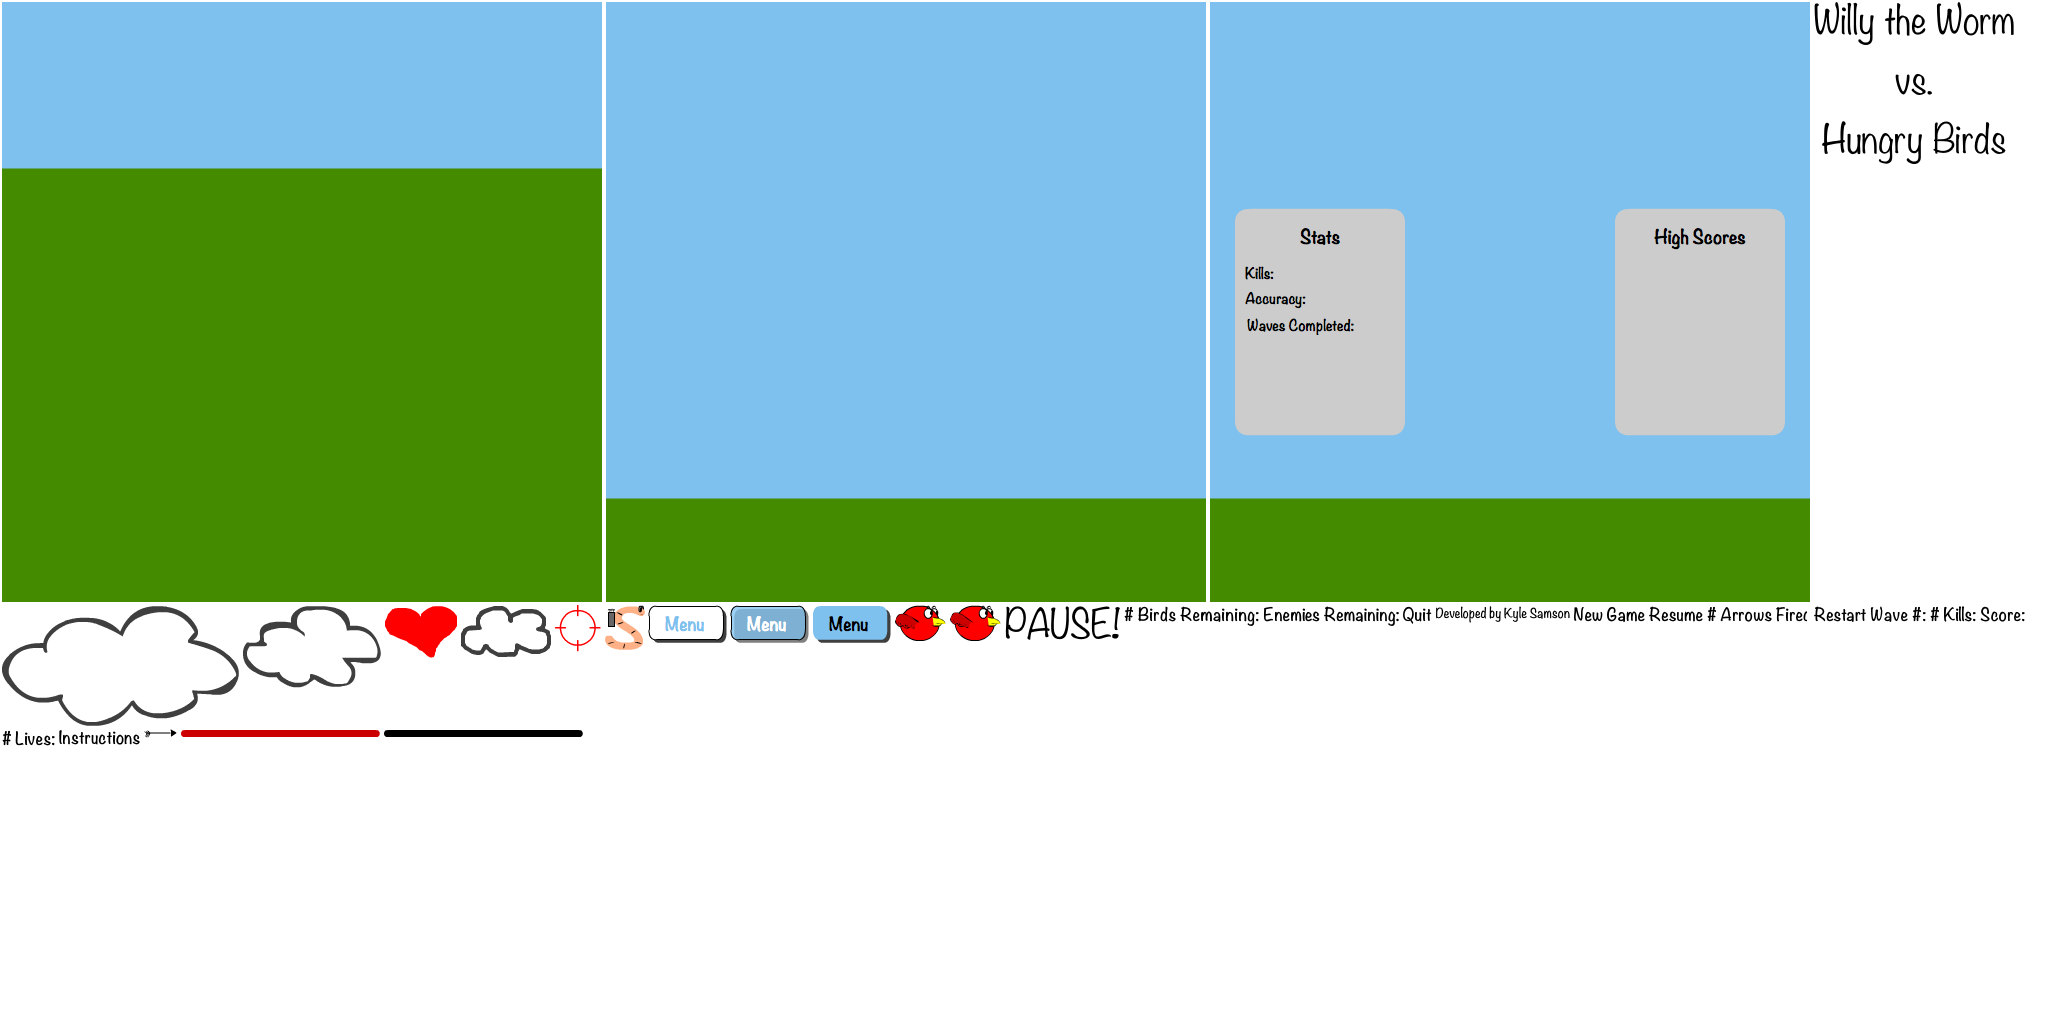 Willy the Worm
vs.
Hungry Birds
Stats
Kills:
Accuracy:
Waves Completed:
High Scores
Menu
Menu
Menu
PAUSE!
# Birds Remaining:
Enemies Remaining:
Quit
Developed by Kyle Samson
New Game
Resume
# Arrows Firec
Restart
Wave #:
# Kills:
Score:
# Lives:
Instructions